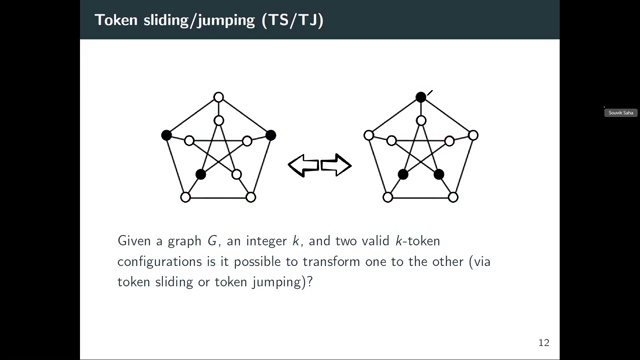 Token sliding/jumping (TS/TJ)
Souvik Saha
Given a graph G, an integer k, and two valid k-token
configurations is it possible to transform one to the other (via
token sliding or token jumping)?
12